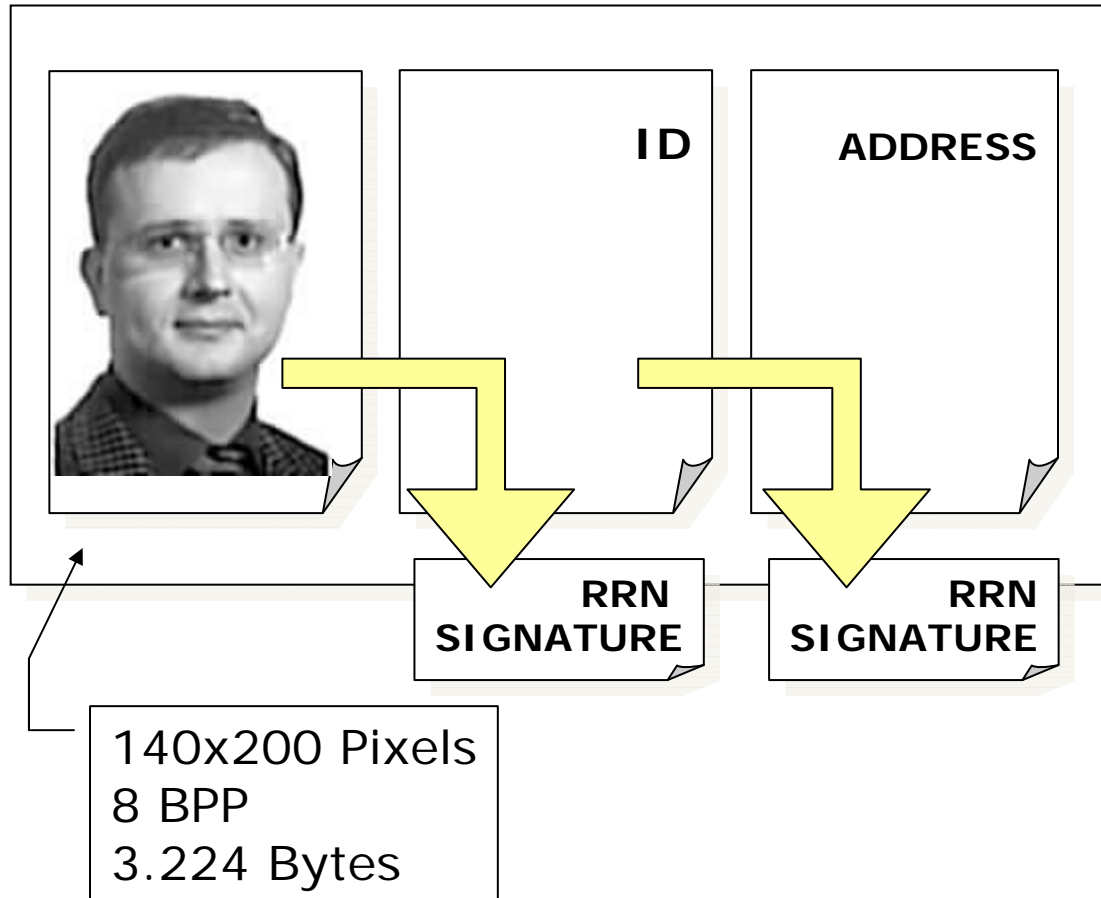 ID
ADDRESS
RRN
SIGNATURE
RRN
SIGNATURE
140x200 Pixels
8 BPP
3.224 Bytes